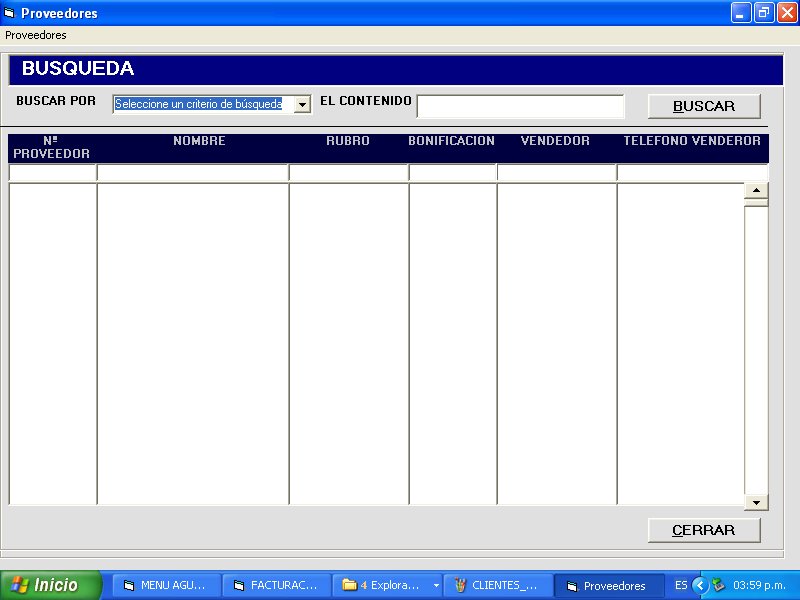 Proveedores
Proveedores
BUSQUEDA
BUSCAR POR Seleccione un criterio de búsqueda EL CONTENIDO BUSCAR
Nº PROVEEDOR NOMBRE RUBRO BONIFICACION VENDEDOR TELEFONO VENDEROR
CERRAR
Inicio MENU AGU... FACTURAC... 4 Explora... CLIENTES_... Proveedores ES 03:59 p.m.